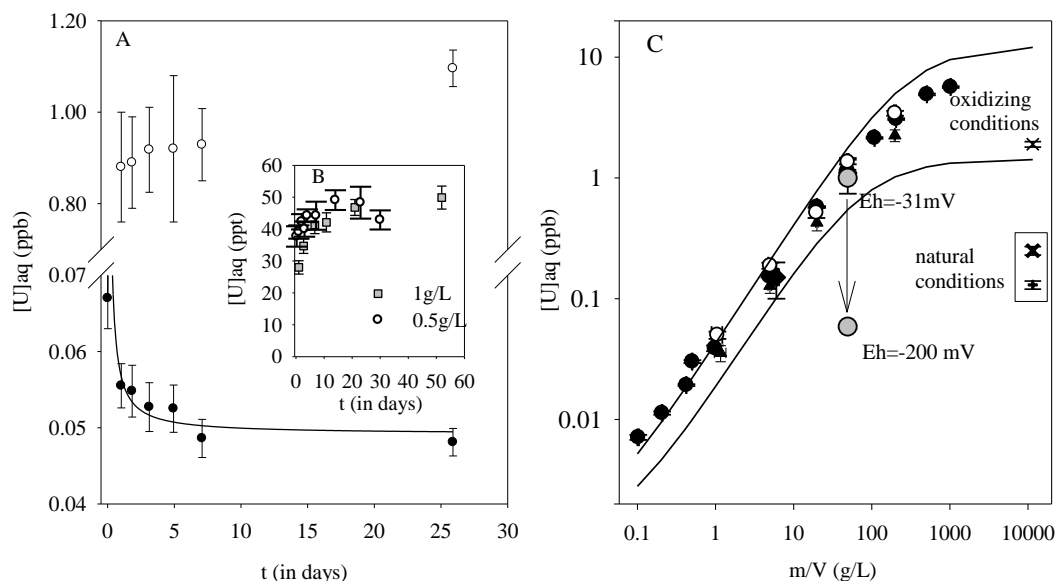 A
[U]aq (ppb)
1.20
1.00
0.80
0.07
0.06
0.05
0.04
0 5 10 15 20 25 30
t (in days)
B
[U]aq (ppt)
60
50
40
30
20
10
0
1g/L
0.5g/L
0 10 20 30 40 50 60
t (in days)
C
[U]aq (ppb)
10
1
0.1
0.01
oxidizing
conditions
Eh=-31mV
natural
conditions
Eh=-200 mV
0.1 1 10 100 1000 10000
m/V (g/L)